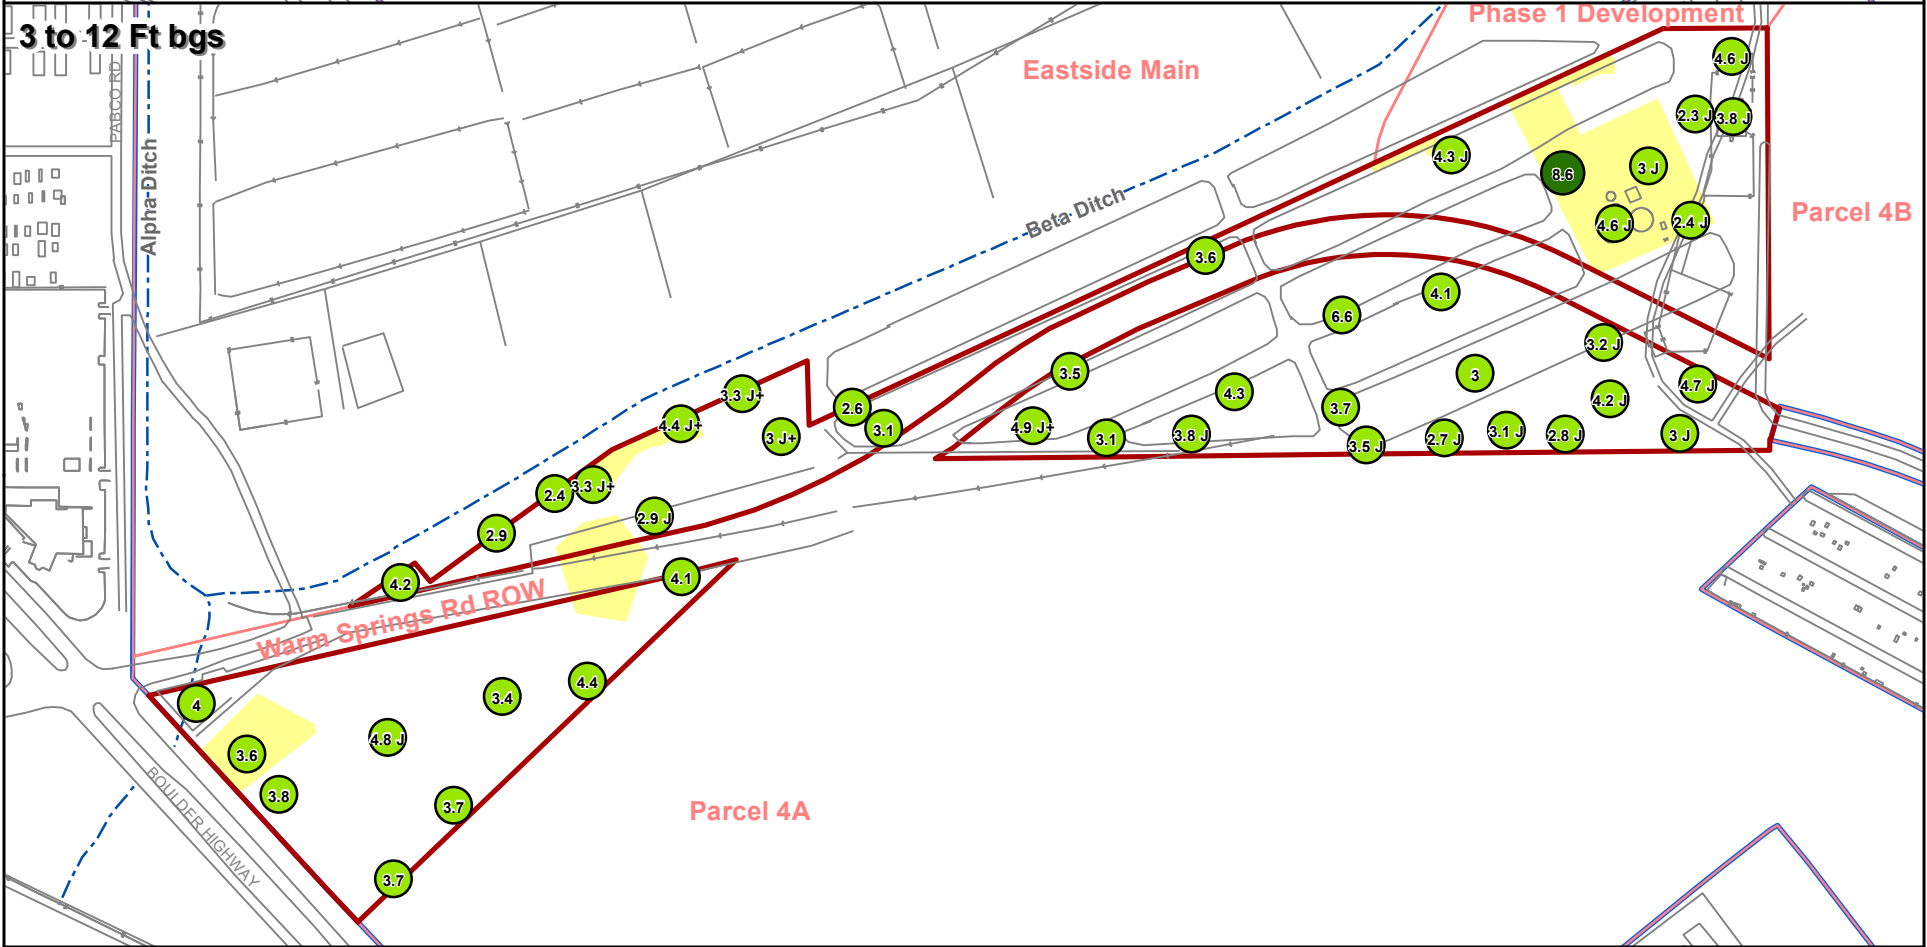 Phase 1 Development
3 to 12 Ft bgs
4.6 J
Eastside Main
PABCO RD
2.3 J
3.8 J
4.3 J
8.6
3 J
Alpha Ditch
Beta Ditch
Parcel 4B
4.6 J
2.4 J
3.6
4.1
6.6
3.2 J
3.5
3
4.7 J
3.3 J+
4.3
4.2 J
2.6
3.7
4.4 J+
3 J+
3.1
4.9 J+
3.1
3.8 J
3.5 J
2.7 J
3.1 J
2.8 J
3 J
3.3 J+
2.4
2.9 J
2.9
4.2
4.1
Warm Springs Rd ROW
4.4
3.4
4
4.8 J
3.6
3.8
3.7
Parcel 4A
BOULDER HIGHWAY
3.7